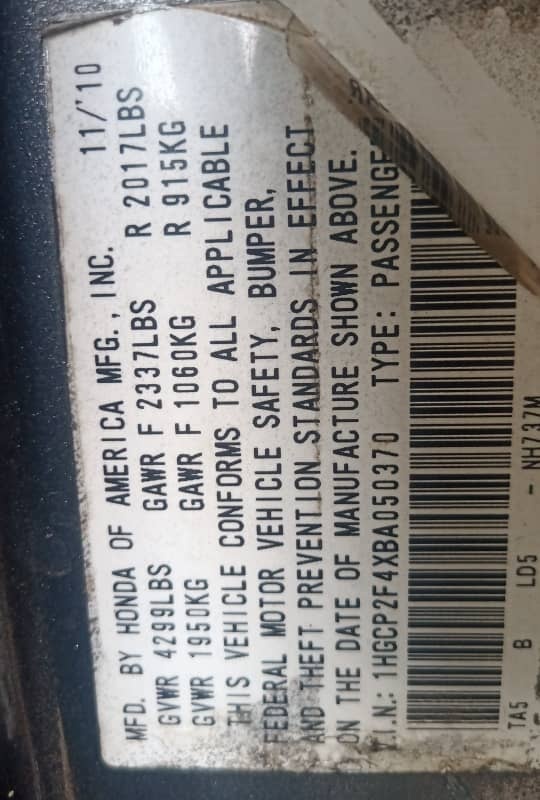 MFD. BY HONDA OF AMERICA MFG., INC. 11/'10
GVWR 4299LBS GAWR F 2337LBS R 2017LBS
GVWR 1950KG GAWR F 1060KG R 915KG
THIS VEHICLE CONFORMS TO ALL APPLICABLE
FEDERAL MOTOR VEHICLE SAFETY, BUMPER,
AND THEFT PREVENTION STANDARDS IN EFFECT
ON THE DATE OF MANUFACTURE SHOWN ABOVE.
V.I.N.: 1HGCP2F4XBA050370 TYPE: PASSENGE
TA5 B LD5 - NH737M